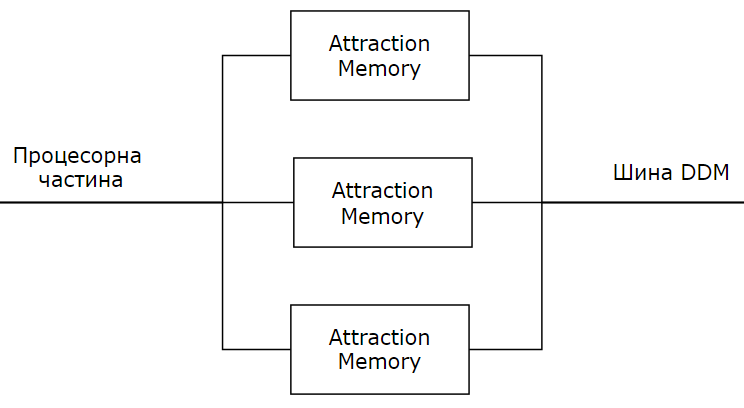 Attraction
Memory
Процесорна
частина
Attraction
Memory
Шина DDM
Attraction
Memory